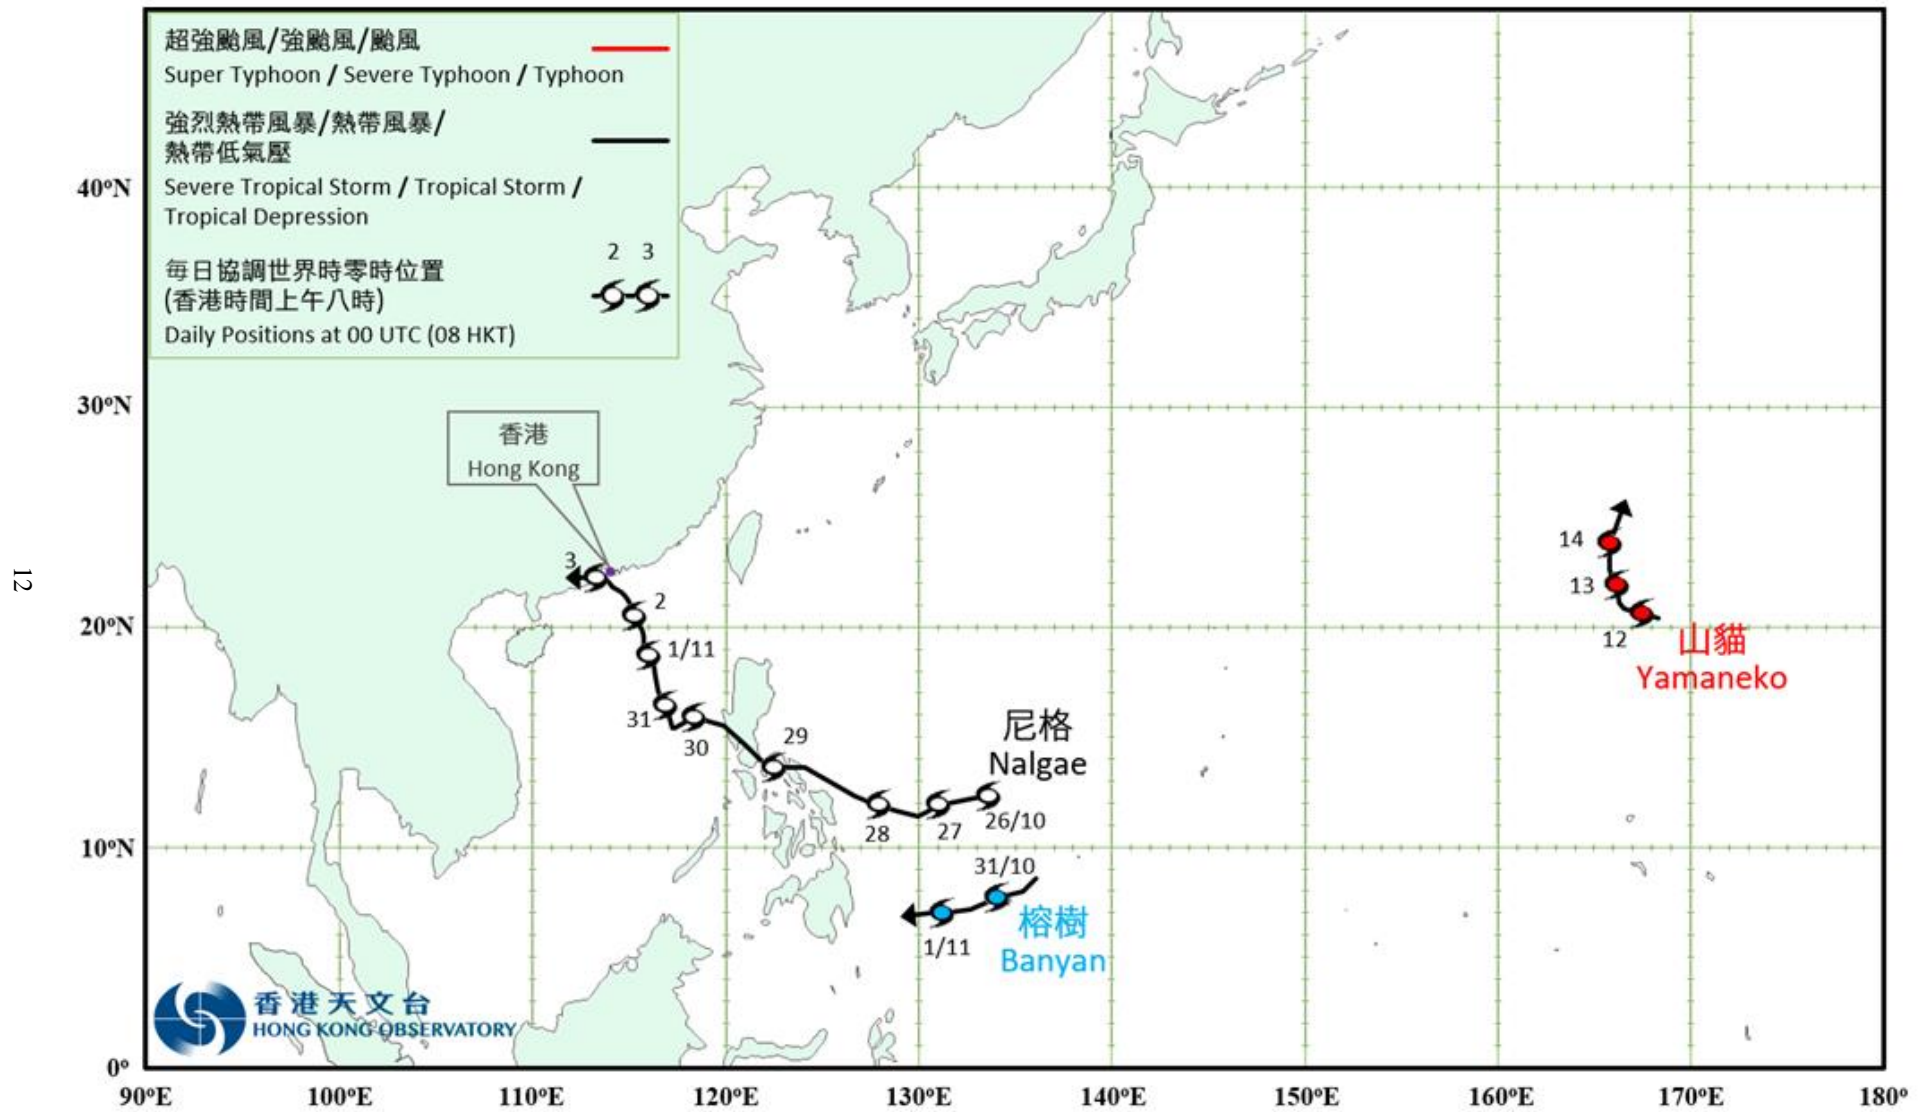 超強颱風/強颱風/颱風
Super Typhoon / Severe Typhoon / Typhoon
強烈熱帶風暴/熱帶風暴/
熱帶低氣壓
Severe Tropical Storm / Tropical Storm /
Tropical Depression
2 3
每日協調世界時零時位置
(香港時間上午八時)
Daily Positions at 00 UTC (08 HKT)
40°N
30°N
20°N
10°N
0°
香港
Hong Kong
3
2
1/11
31
30
29
28
27
26/10
尼格
Nalgae
31/10
1/11
榕樹
Banyan
14
13
12
山貓
Yamaneko
12
香港天文台
HONG KONG OBSERVATORY
90°E
100°E
110°E
120°E
130°E
140°E
150°E
160°E
170°E
180°